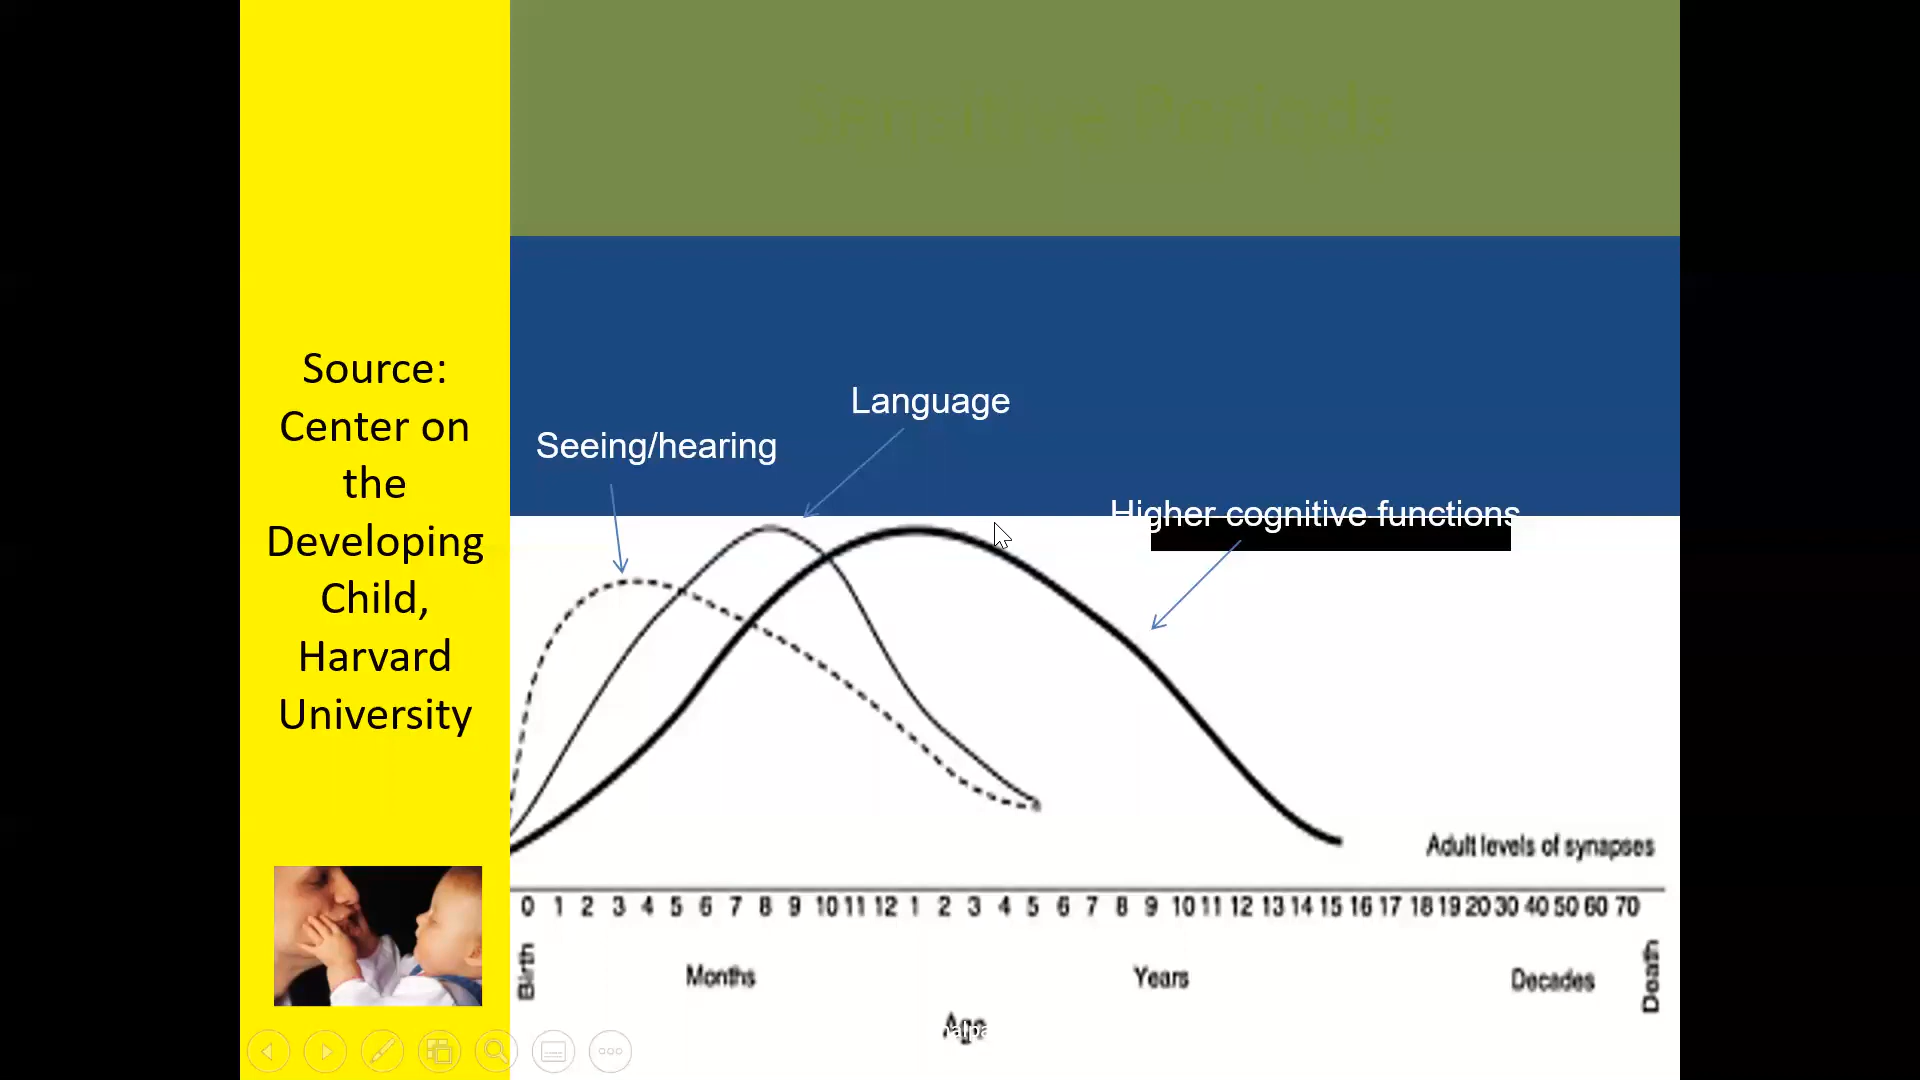 Sensitive Periods
Source:
Center on
the
Developing
Child,
Harvard
University
Language
Seeing/hearing
Higher cognitive functions
Adult levels of synapses
0 1 2 3 4 5 6 7 8 9 10 11 12 1 2 3 4 5 6 7 8 9 10 11 12 13 14 15 16 17 18 19 20 30 40 50 60 70
Birth
Months
Years
Decades
Death
Age